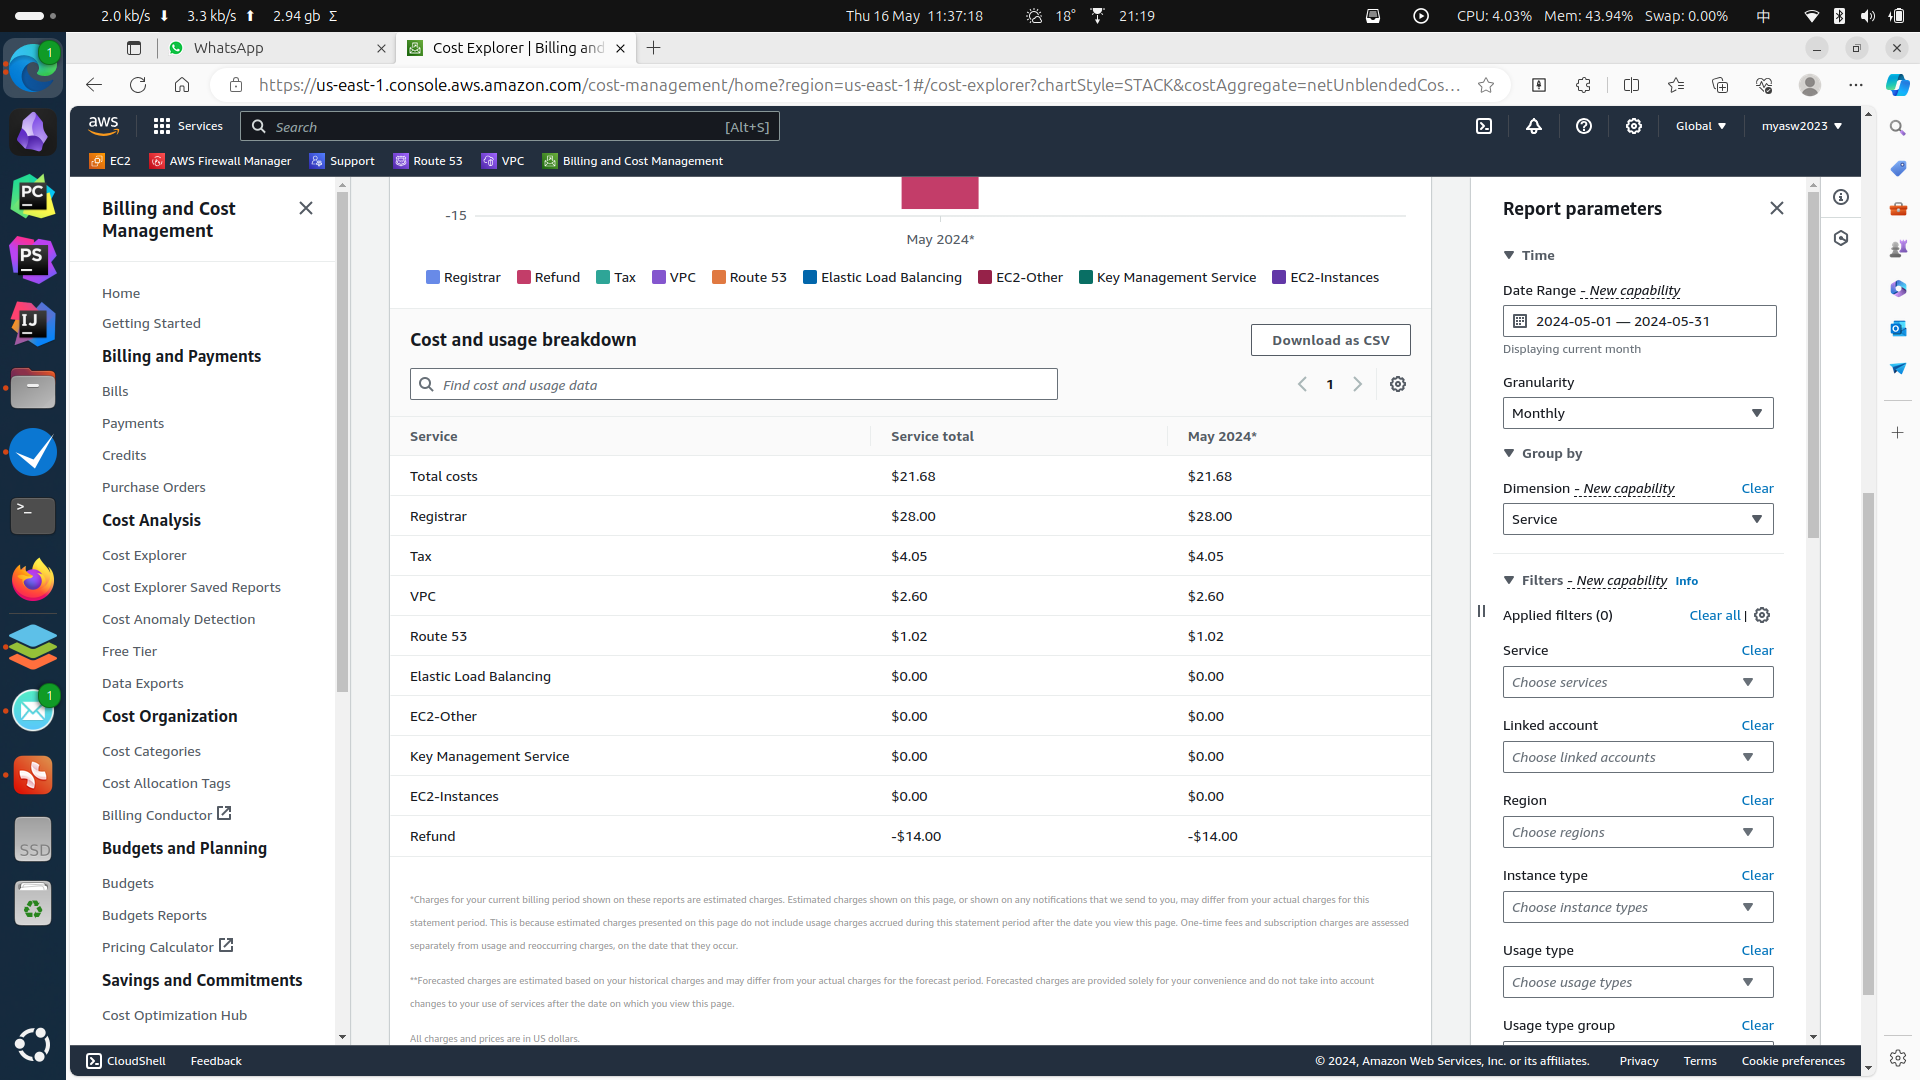 2.0 kb/s 3.3 kb/s 2.94 gb Σ Thu 16 May 11:37:18 18° 21:19 CPU: 4.03% Mem: 43.94% Swap: 0.00% 中
WhatsApp Cost Explorer | Billing and
https://us-east-1.console.aws.amazon.com/cost-management/home?region=us-east-1#/cost-explorer?chartStyle=STACK&costAggregate=netUnblendedCos...
aws Services Search [Alt+S] Global myasw2023
EC2 AWS Firewall Manager Support Route 53 VPC Billing and Cost Management
1
PC
PS
IJ
>_
1
SSD
Billing and Cost
Management
Home
Getting Started
Billing and Payments
Bills
Payments
Credits
Purchase Orders
Cost Analysis
Cost Explorer
Cost Explorer Saved Reports
Cost Anomaly Detection
Free Tier
Data Exports
Cost Organization
Cost Categories
Cost Allocation Tags
Billing Conductor
Budgets and Planning
Budgets
Budgets Reports
Pricing Calculator
Savings and Commitments
Cost Optimization Hub
-15
May 2024*
Registrar Refund Tax VPC Route 53 Elastic Load Balancing EC2-Other Key Management Service EC2-Instances
Cost and usage breakdown Download as CSV
Find cost and usage data 1
Service Service total May 2024*
Total costs $21.68 $21.68
Registrar $28.00 $28.00
Tax $4.05 $4.05
VPC $2.60 $2.60
Route 53 $1.02 $1.02
Elastic Load Balancing $0.00 $0.00
EC2-Other $0.00 $0.00
Key Management Service $0.00 $0.00
EC2-Instances $0.00 $0.00
Refund -$14.00 -$14.00
*Charges for your current billing period shown on these reports are estimated charges. Estimated charges shown on this page, or shown on any notifications that we send to you, may differ from your actual charges for this
statement period. This is because estimated charges presented on this page do not include usage charges accrued during this statement period after the date you view this page. One-time fees and subscription charges are assessed
separately from usage and reoccurring charges, on the date that they occur.
**Forecasted charges are estimated based on your historical charges and may differ from your actual charges for the forecast period. Forecasted charges are provided solely for your convenience and do not take into account
changes to your use of services after the date on which you view this page.
All charges and prices are in US dollars.
Report parameters
Time
Date Range - New capability
2024-05-01 — 2024-05-31
Displaying current month
Granularity
Monthly
Group by
Dimension - New capability Clear
Service
Filters - New capability Info
Applied filters (0) Clear all |
Service Clear
Choose services
Linked account Clear
Choose linked accounts
Region Clear
Choose regions
Instance type Clear
Choose instance types
Usage type Clear
Choose usage types
Usage type group Clear
CloudShell Feedback © 2024, Amazon Web Services, Inc. or its affiliates. Privacy Terms Cookie preferences